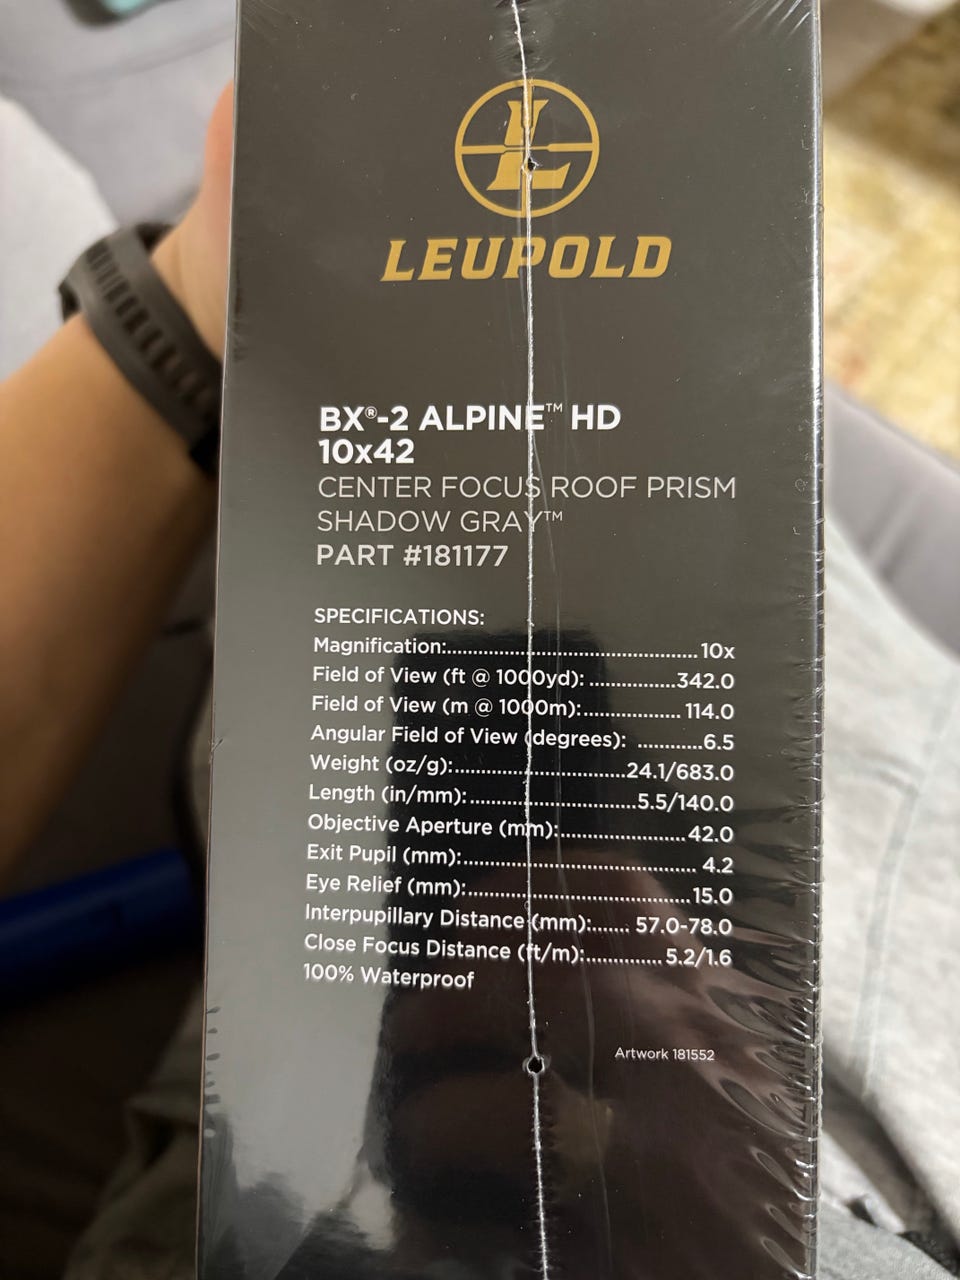 L
LEUPOLD
BX®-2 ALPINE™ HD
10x42
CENTER FOCUS ROOF PRISM
SHADOW GRAY™
PART #181177
SPECIFICATIONS:
Magnification:..........................................10x
Field of View (ft @ 1000yd): ...............342.0
Field of View (m @ 1000m):................. 114.0
Angular Field of View (degrees): ...........6.5
Weight (oz/g):..............................24.1/683.0
Length (in/mm):.............................5.5/140.0
Objective Aperture (mm):......................42.0
Exit Pupil (mm):........................................ 4.2
Eye Relief (mm):.......................................15.0
Interpupillary Distance (mm):....... 57.0-78.0
Close Focus Distance (ft/m):............. 5.2/1.6
100% Waterproof
Artwork 181552